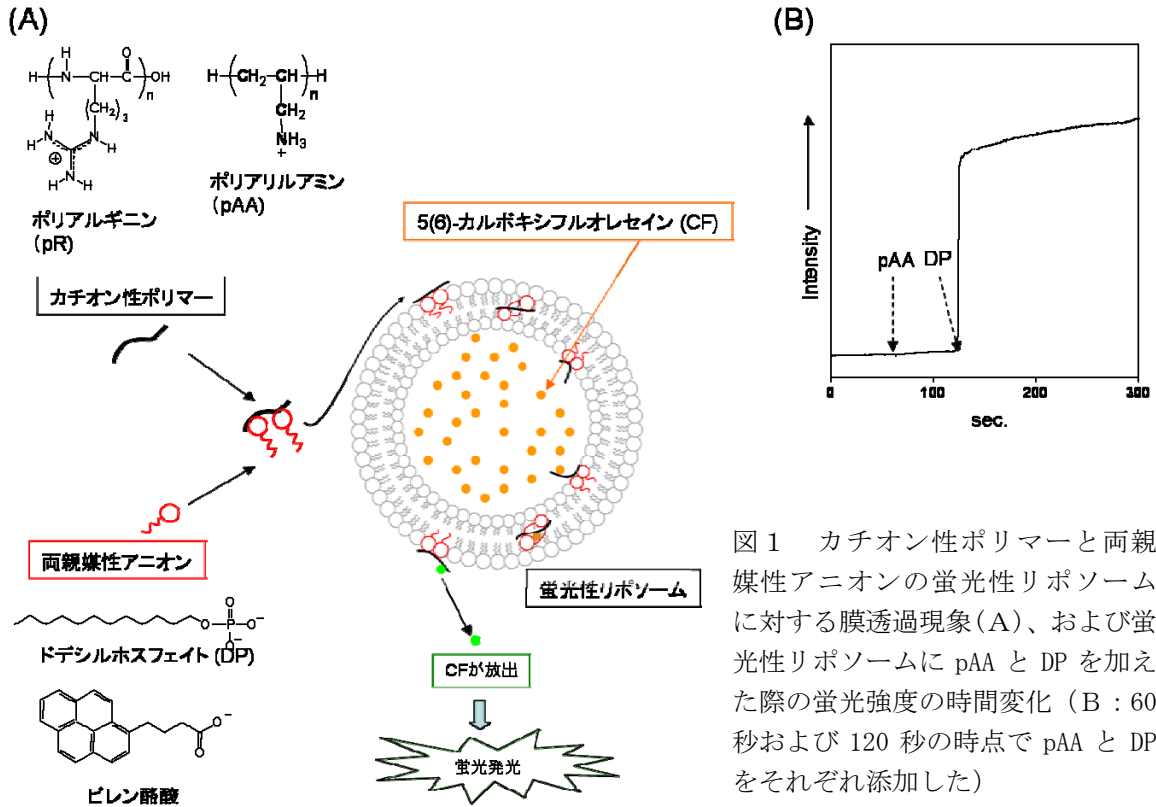 (A)
H
N
H
CH
O
C
n
OH
(CH₂)
3
H
N
H
N
H
⊕
H
N
H
ポリアルギニン
(pR)
H
CH₂
CH
H
n
CH₂
NH₃
+
ポリアリルアミン
(pAA)
カチオン性ポリマー
5(6)-カルボキシフルオレセイン (CF)
両親媒性アニオン
O
O
P
O⁻
O⁻
ドデシルホスフェイト (DP)
O⁻
O
ピレン酪酸
蛍光性リポソーム
CFが放出
蛍光発光
(B)
Intensity
pAA DP
0 100 200 300
sec.
図1 カチオン性ポリマーと両親
媒性アニオンの蛍光性リポソーム
に対する膜透過現象(A)、および蛍
光性リポソームに pAA と DP を加え
た際の蛍光強度の時間変化（B：60
秒および 120 秒の時点で pAA と DP
をそれぞれ添加した）